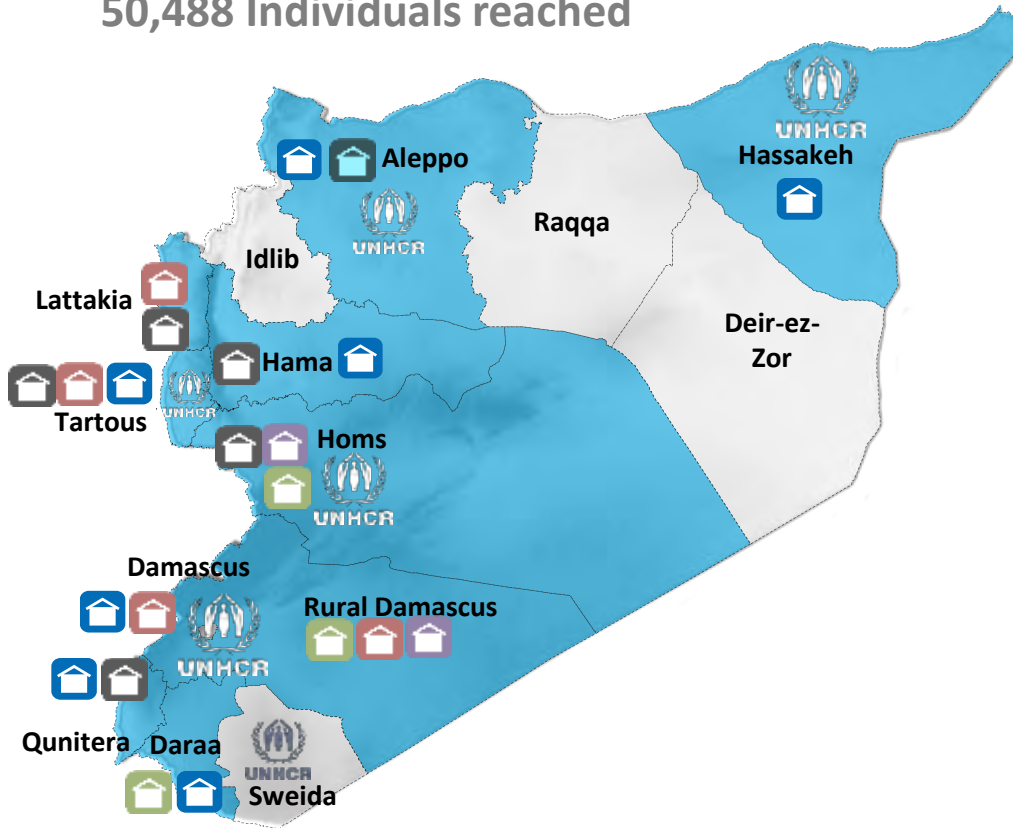 50,488 Individuals reached
UNHCR
Hassakeh
Aleppo
UNHCR
Raqqa
Idlib
Lattakia
Deir-ez-
Zor
Hama
UNHCR
Tartous
Homs
UNHCR
Damascus
Rural Damascus
UNHCR
Qunitera
Daraa
UNHCR
Sweida